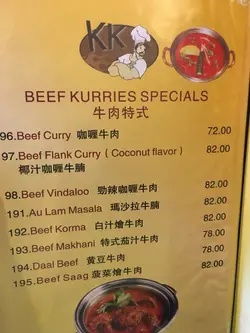 KK
BEEF KURRIES SPECIALS
牛肉特式
96.Beef Curry 咖喱牛肉 72.00
97.Beef Flank Curry ( Coconut flavor ) 82.00
椰汁咖喱牛腩
98.Beef Vindaloo 勁辣咖喱牛肉 82.00
191.Au Lam Masala 瑪沙拉牛腩 82.00
192.Beef Korma 白汁燴牛肉 82.00
193.Beef Makhani 特式茄汁牛肉 78.00
194.Daal Beef 黃豆牛肉 78.00
195.Beef Saag 菠菜燴牛肉 82.00